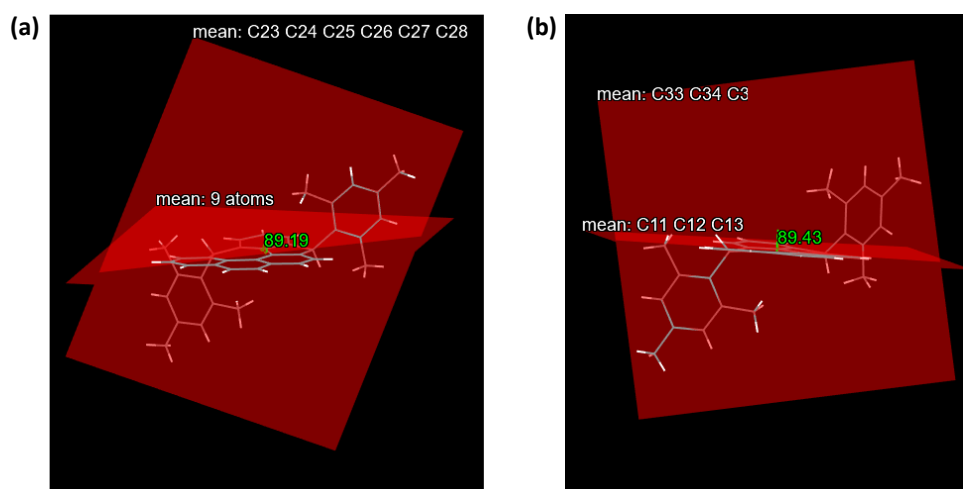 (a)
mean: C23 C24 C25 C26 C27 C28
mean: 9 atoms
89.19
(b)
mean: C33 C34 C3
mean: C11 C12 C13
89.43